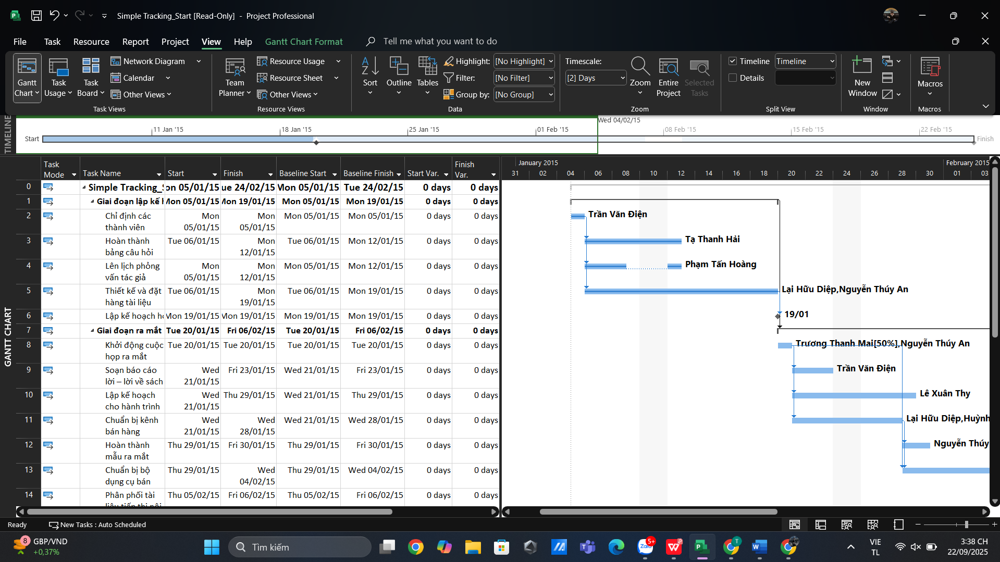 Simple Tracking_Start [Read-Only] - Project Professional
File Task Resource Report Project View Help Gantt Chart Format Tell me what you want to do
Gantt Chart
Task Usage
Task Board
Network Diagram
Calendar
Other Views
Task Views
Team Planner
Resource Usage
Resource Sheet
Other Views
Resource Views
Sort
Outline
Tables
Highlight: [No Highlight]
Filter: [No Filter]
Group by: [No Group]
Data
Timescale:
[2] Days
Zoom
Entire Project
Selected Tasks
Zoom
Timeline Timeline
Details
Split View
New Window
Window
Macros
Macros
TIMELINE
Wed 04/02/15
11 Jan '15 18 Jan '15 25 Jan '15 01 Feb '15 08 Feb '15 15 Feb '15 22 Feb '15
Start Finish
GANTT CHART
Task Mode Task Name Start Finish Baseline Start Baseline Finish Start Var. Finish Var.
January 2015 February 2015
31 02 04 06 08 10 12 14 16 18 20 22 24 26 28 30 01 03
0 Simple Tracking_S on 05/01/15 ue 24/02/15 Mon 05/01/15 Tue 24/02/15 0 days 0 days
1 Giai đoạn lập kế h Mon 05/01/15 Mon 19/01/15 Mon 05/01/15 Mon 19/01/15 0 days 0 days
2 Chỉ định các thành viên Mon 05/01/15 Mon 05/01/15 Mon 05/01/15 Mon 05/01/15 0 days 0 days
3 Hoàn thành bảng câu hỏi Tue 06/01/15 Mon 12/01/15 Tue 06/01/15 Mon 12/01/15 0 days 0 days
4 Lên lịch phỏng vấn tác giả Mon 05/01/15 Mon 12/01/15 Mon 05/01/15 Mon 12/01/15 0 days 0 days
5 Thiết kế và đặt hàng tài liệu Tue 06/01/15 Mon 19/01/15 Tue 06/01/15 Mon 19/01/15 0 days 0 days
6 Lập kế hoạch hơ Mon 19/01/15 Mon 19/01/15 Mon 19/01/15 Mon 19/01/15 0 days 0 days
7 Giai đoạn ra mắt Tue 20/01/15 Fri 06/02/15 Tue 20/01/15 Fri 06/02/15 0 days 0 days
8 Khởi động cuộc họp ra mắt Tue 20/01/15 Tue 20/01/15 Tue 20/01/15 Tue 20/01/15 0 days 0 days
9 Soạn báo cáo lời – lời về sách Wed 21/01/15 Fri 23/01/15 Wed 21/01/15 Fri 23/01/15 0 days 0 days
10 Lập kế hoạch cho hành trình Wed 21/01/15 Thu 29/01/15 Wed 21/01/15 Thu 29/01/15 0 days 0 days
11 Chuẩn bị kênh bán hàng Wed 21/01/15 Wed 28/01/15 Wed 21/01/15 Wed 28/01/15 0 days 0 days
12 Hoàn thành mẫu ra mắt Thu 29/01/15 Fri 30/01/15 Thu 29/01/15 Fri 30/01/15 0 days 0 days
13 Chuẩn bị bộ dụng cụ bán Thu 29/01/15 Wed 04/02/15 Thu 29/01/15 Wed 04/02/15 0 days 0 days
14 Phân phối tài liệu tiếp thị nội Thu 05/02/15 Fri 06/02/15 Thu 05/02/15 Fri 06/02/15 0 days 0 days
Trần Văn Điện
Tạ Thanh Hải
Phạm Tấn Hoàng
Lại Hữu Diệp,Nguyễn Thúy An
19/01
Trương Thanh Mai[50%],Nguyễn Thúy An
Trần Văn Điện
Lê Xuân Thy
Lại Hữu Diệp,Huỳnh
Nguyễn Thúy
Ready New Tasks : Auto Scheduled
8 GBP/VND
+0,37%
Tìm kiếm
Zalo 5+
VIE
TL
3:38 CH
22/09/2025